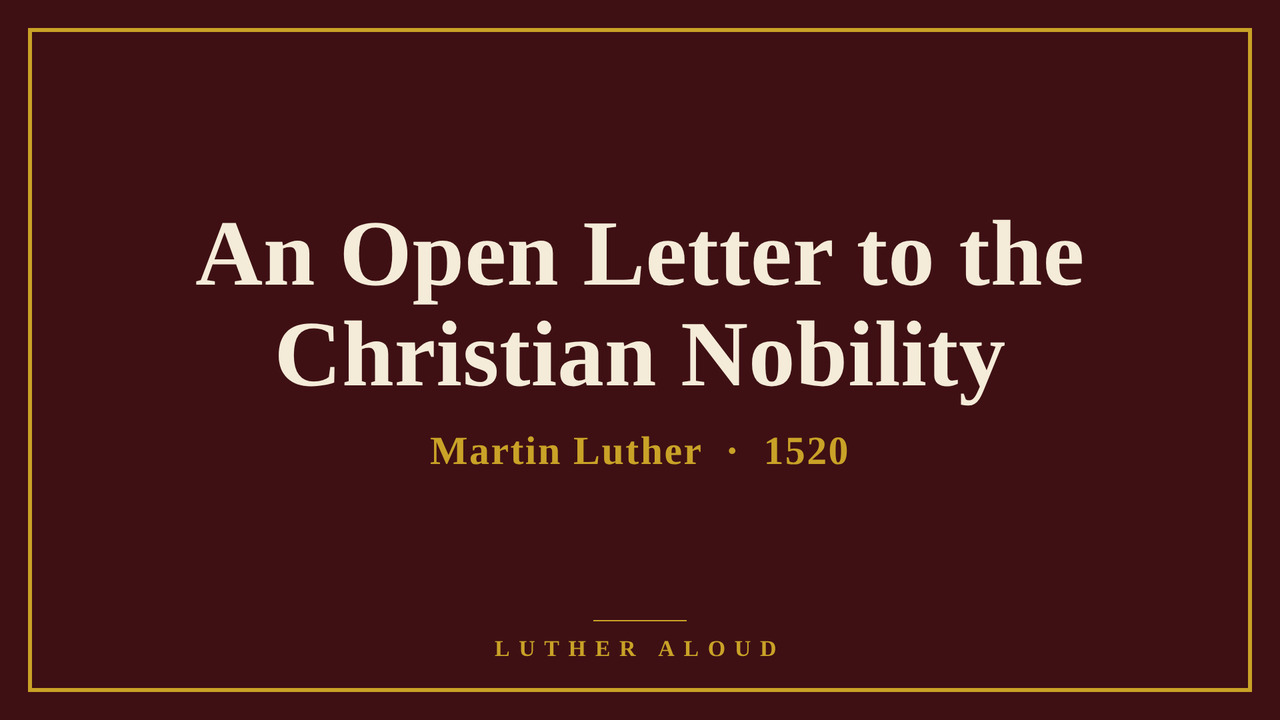 An Open Letter to the
Christian Nobility
Martin Luther · 1520
LUTHER ALOUD